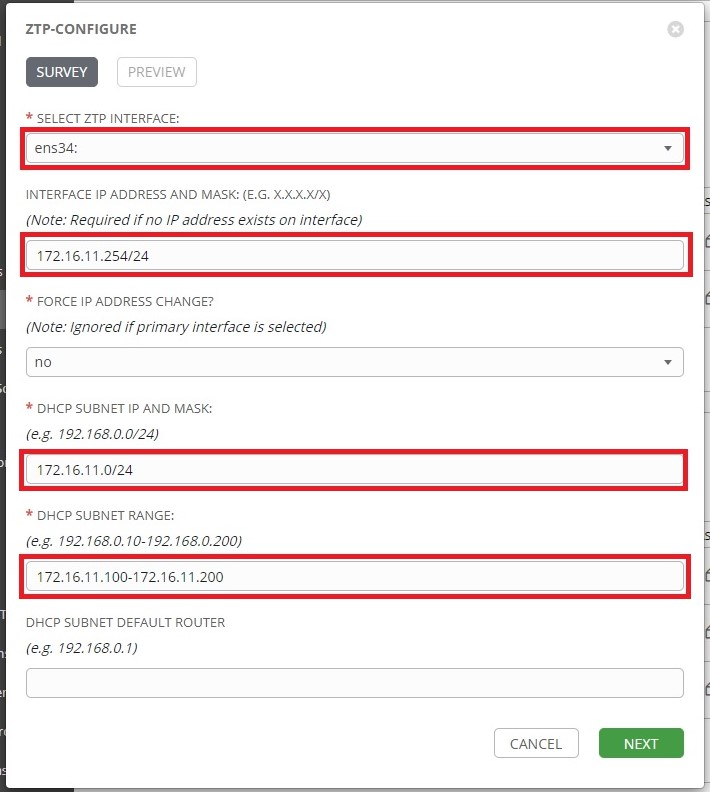 ZTP-CONFIGURE
SURVEY
PREVIEW
* SELECT ZTP INTERFACE:
ens34:
INTERFACE IP ADDRESS AND MASK: (E.G. X.X.X.X/X)
(Note: Required if no IP address exists on interface)
172.16.11.254/24
* FORCE IP ADDRESS CHANGE?
(Note: Ignored if primary interface is selected)
no
* DHCP SUBNET IP AND MASK:
(e.g. 192.168.0.0/24)
172.16.11.0/24
* DHCP SUBNET RANGE:
(e.g. 192.168.0.10-192.168.0.200)
172.16.11.100-172.16.11.200
DHCP SUBNET DEFAULT ROUTER
(e.g. 192.168.0.1)
CANCEL
NEXT